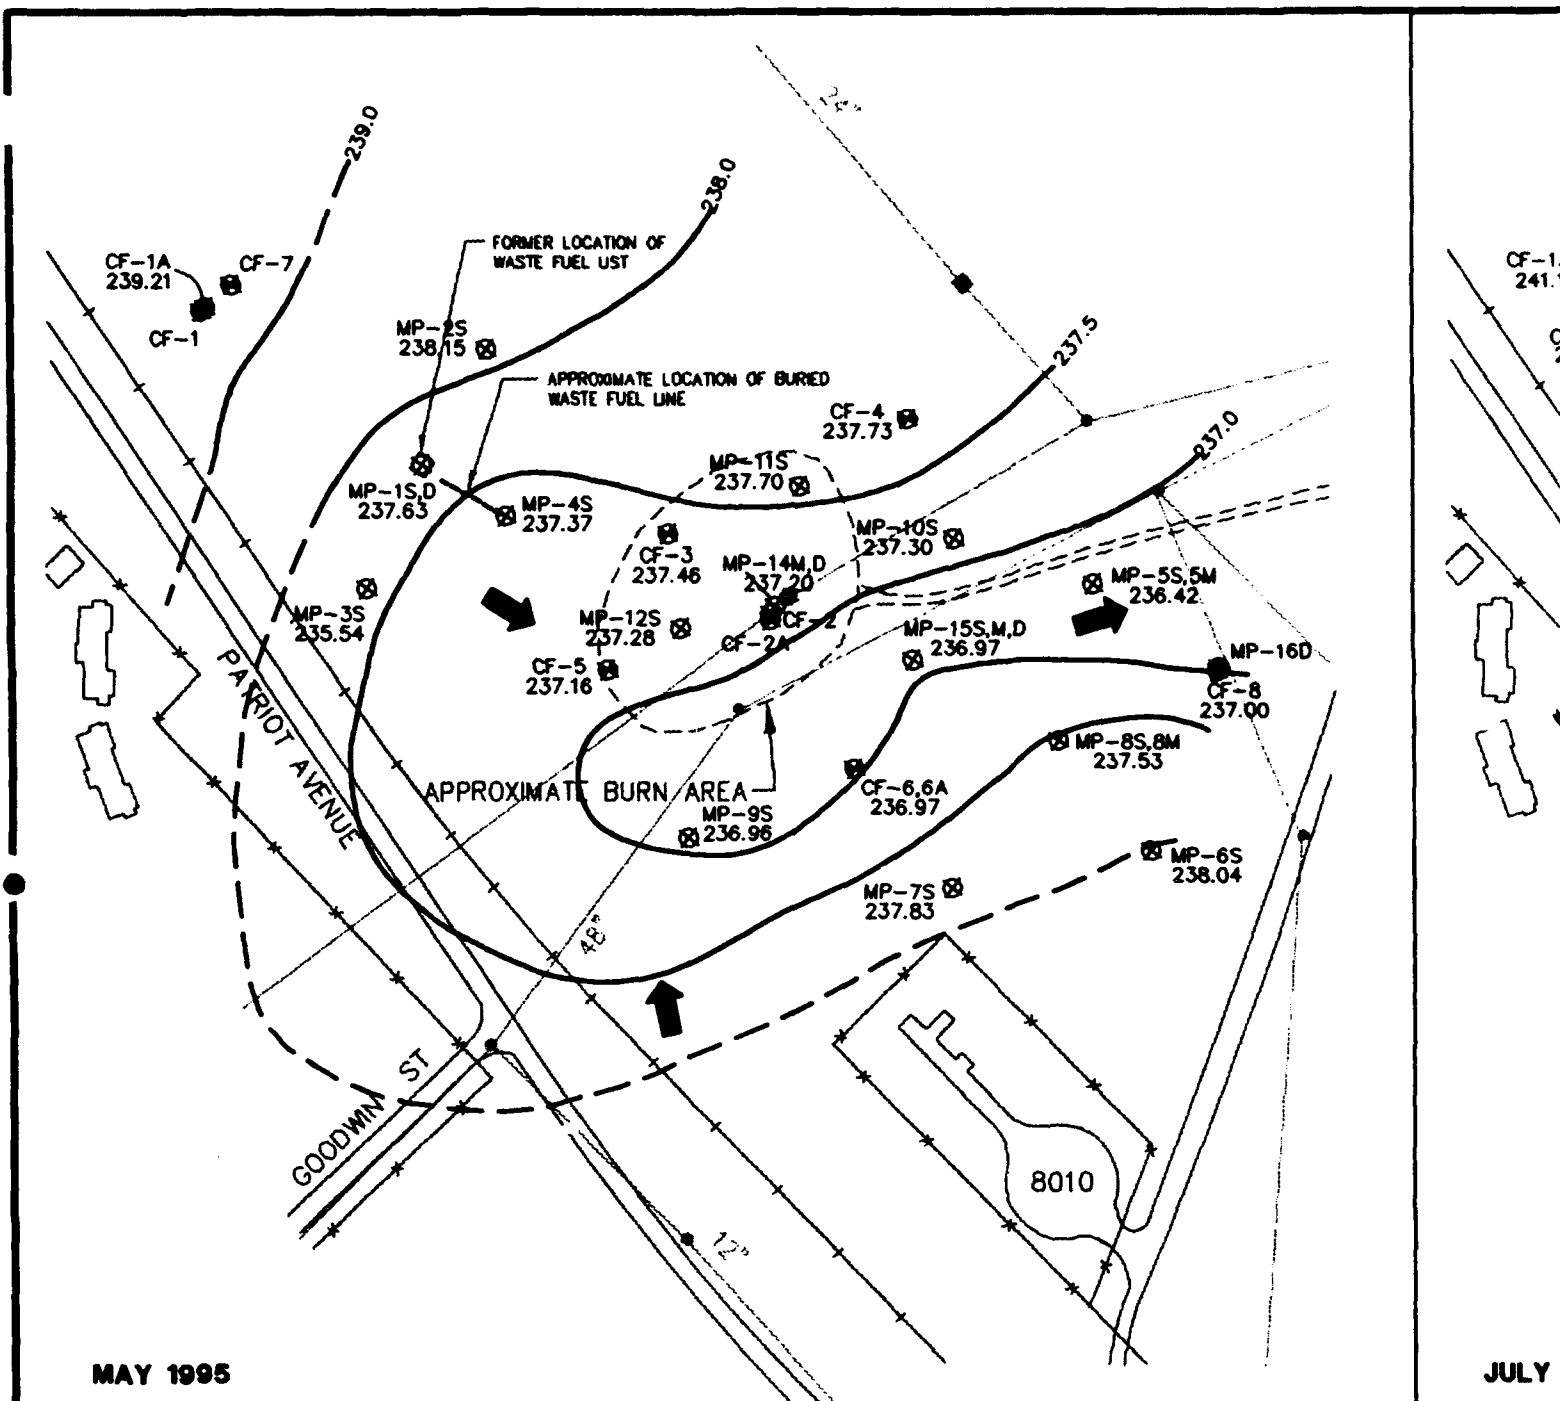 24"
239.0
238.0
FORMER LOCATION OF
WASTE FUEL UST
CF-1A
239.21
CF-7
CF-1
MP-2S
238.15
237.5
APPROXIMATE LOCATION OF BURIED
WASTE FUEL LINE
CF-4
237.73
237.0
MP-11S
237.70
MP-1S,D
237.63
MP-4S
237.37
MP-10S
237.30
CF-3
237.46
MP-14M,D
237.20
MP-5S,5M
236.42
MP-3S
235.54
MP-12S
237.28
CF-2
CF-2A
MP-15S,M,D
236.97
CF-5
237.16
MP-16D
CF-8
237.00
PATRIOT AVENUE
MP-8S,8M
237.53
APPROXIMATE BURN AREA
CF-6,6A
236.97
MP-9S
236.96
MP-6S
238.04
MP-7S
237.83
48"
GOODWIN ST
8010
12"
MAY 1995
CF-1
241.1
JULY